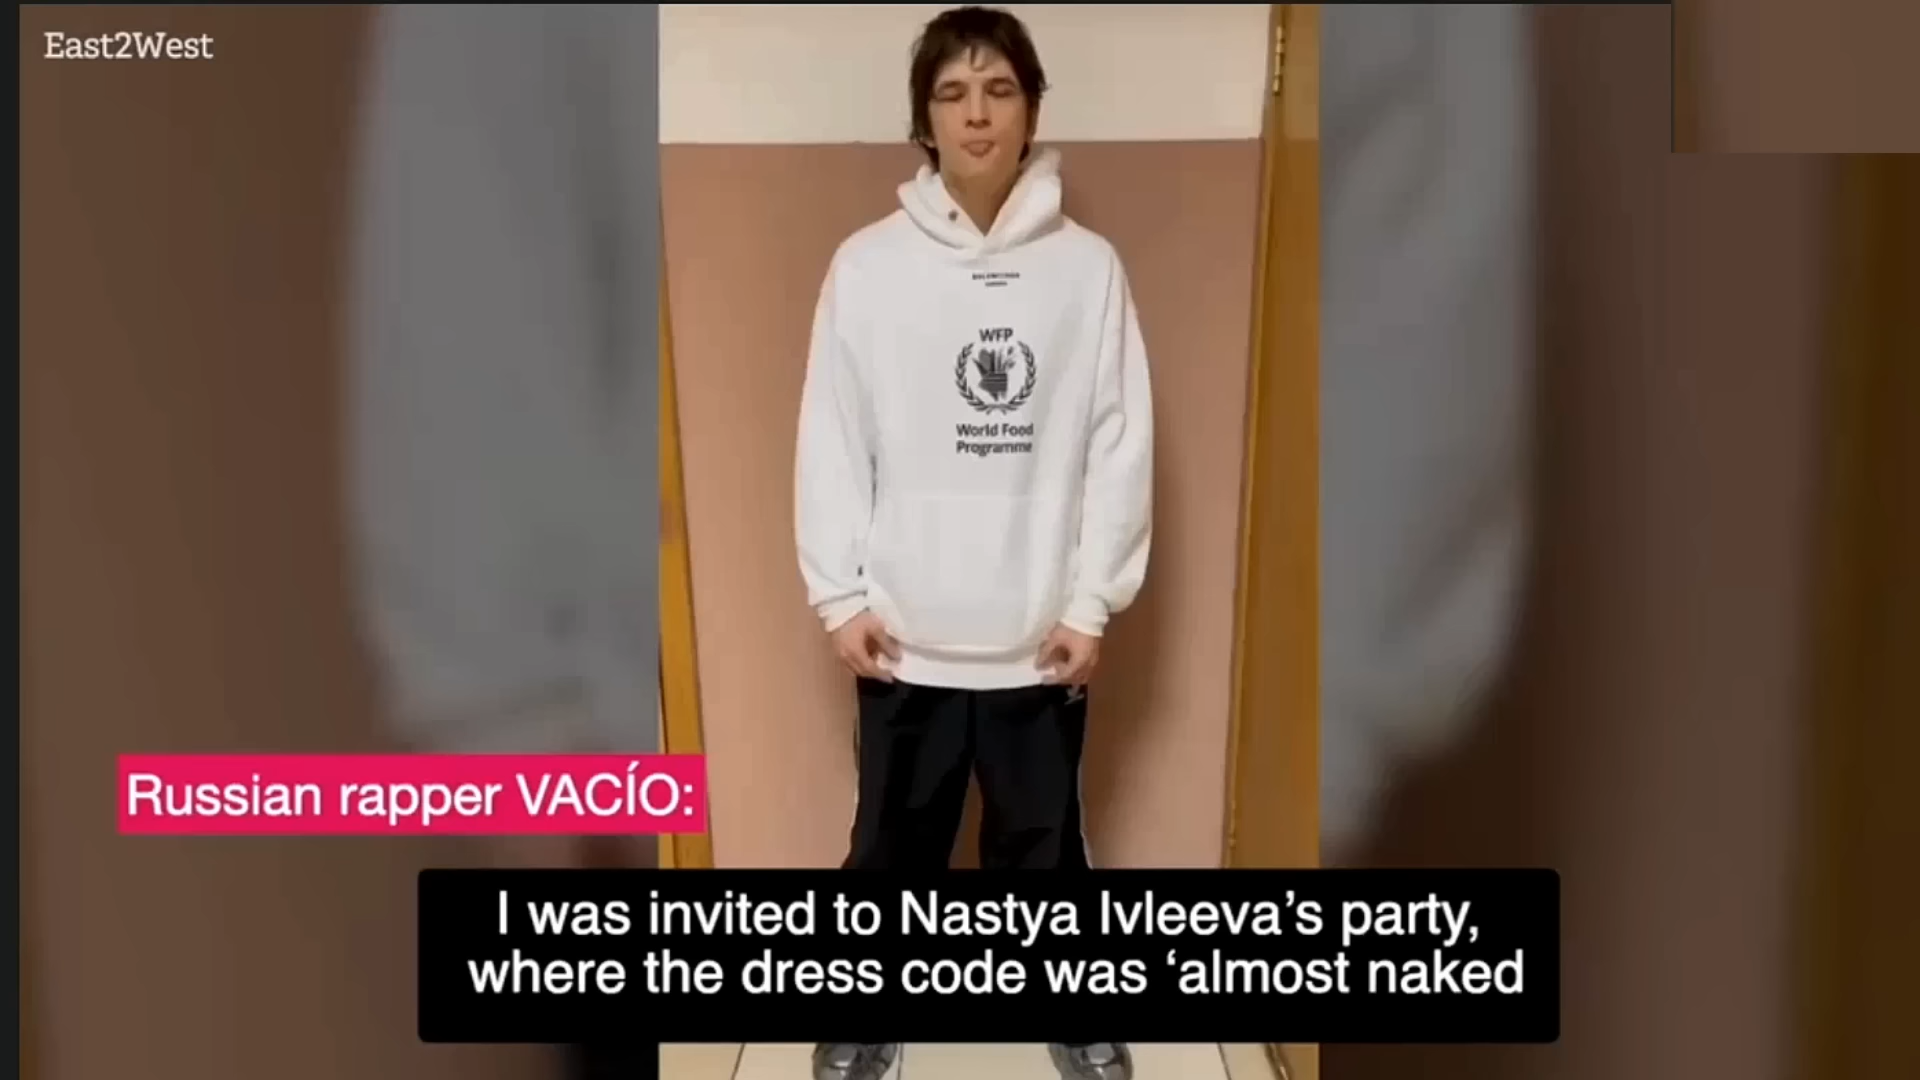 East2West
WFP
World Food
Programme
Russian rapper VACÍO:
I was invited to Nastya Ivleeva’s party,
where the dress code was ‘almost naked